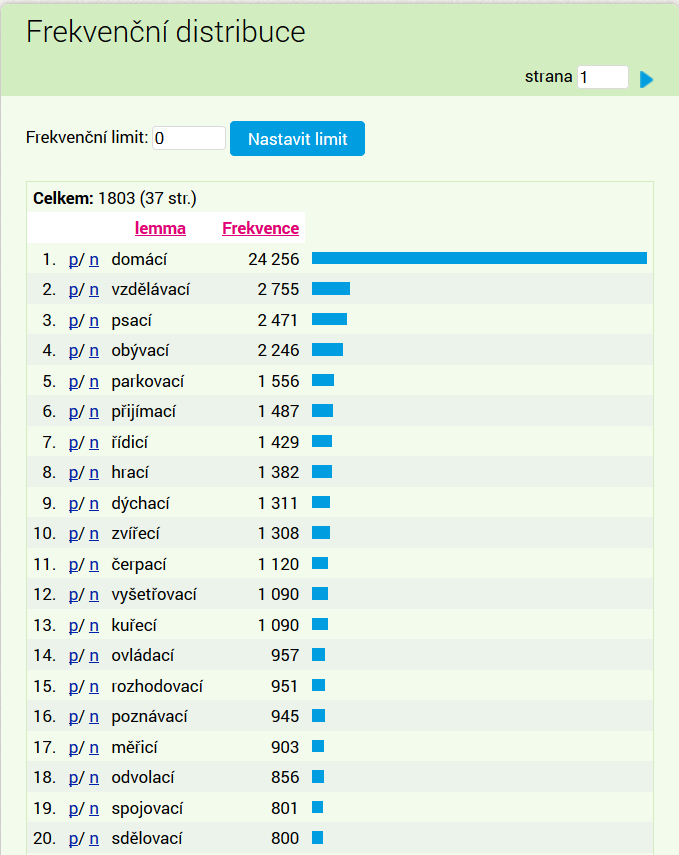 Frekvenční distribuce
strana 1
Frekvenční limit: 0 Nastavit limit
Celkem: 1803 (37 str.)
lemma Frekvence
1. p/ n domácí 24 256
2. p/ n vzdělávací 2 755
3. p/ n psací 2 471
4. p/ n obývací 2 246
5. p/ n parkovací 1 556
6. p/ n přijímací 1 487
7. p/ n řídicí 1 429
8. p/ n hrací 1 382
9. p/ n dýchací 1 311
10. p/ n zvířecí 1 308
11. p/ n čerpací 1 120
12. p/ n vyšetřovací 1 090
13. p/ n kuřecí 1 090
14. p/ n ovládací 957
15. p/ n rozhodovací 951
16. p/ n poznávací 945
17. p/ n měřicí 903
18. p/ n odvolací 856
19. p/ n spojovací 801
20. p/ n sdělovací 800